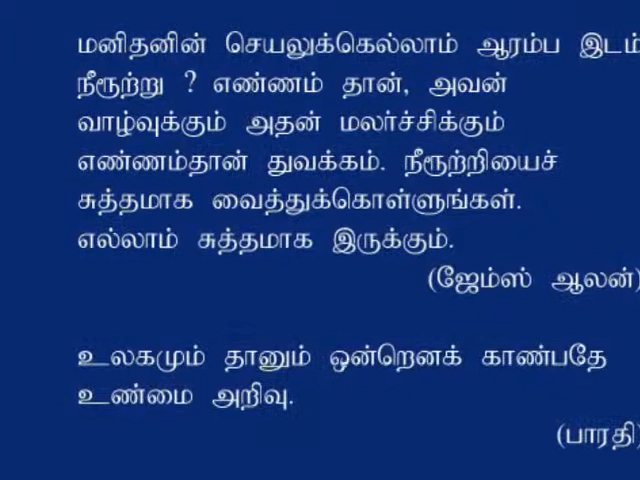 மனிதனின் செயலுக்கெல்லாம் ஆரம்ப இடம்
நீரூற்று ? எண்ணம் தான், அவன்
வாழ்வுக்கும் அதன் மலர்ச்சிக்கும்
எண்ணம்தான் துவக்கம். நீரூற்றியைச்
சுத்தமாக வைத்துக்கொள்ளுங்கள்.
எல்லாம் சுத்தமாக இருக்கும்.
(ஜேம்ஸ் ஆலன்)
உலகமும் தானும் ஒன்றெனக் காண்பதே
உண்மை அறிவு.
(பாரதி)